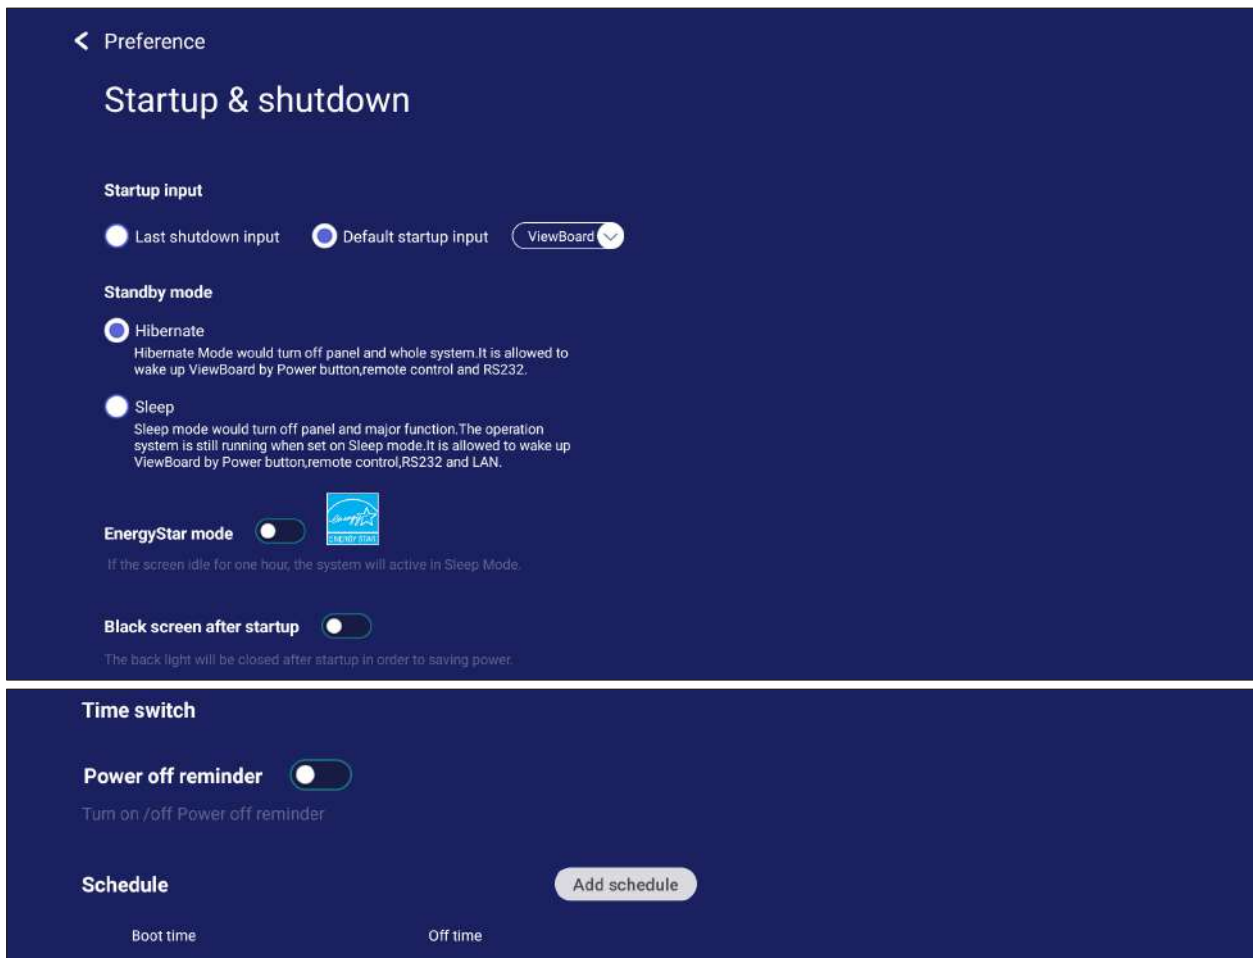 Preference
Startup & shutdown
Startup input
Last shutdown input Default startup input ViewBoard
Standby mode
Hibernate
Hibernate Mode would turn off panel and whole system.It is allowed to
wake up ViewBoard by Power button,remote control and RS232.
Sleep
Sleep mode would turn off panel and major function.The operation
system is still running when set on Sleep mode.It is allowed to wake up
ViewBoard by Power button,remote control,RS232 and LAN.
EnergyStar mode
energy
ENERGY STAR
If the screen idle for one hour, the system will active in Sleep Mode.
Black screen after startup
The back light will be closed after startup in order to saving power.
Time switch
Power off reminder
Turn on /off Power off reminder
Schedule Add schedule
Boot time Off time